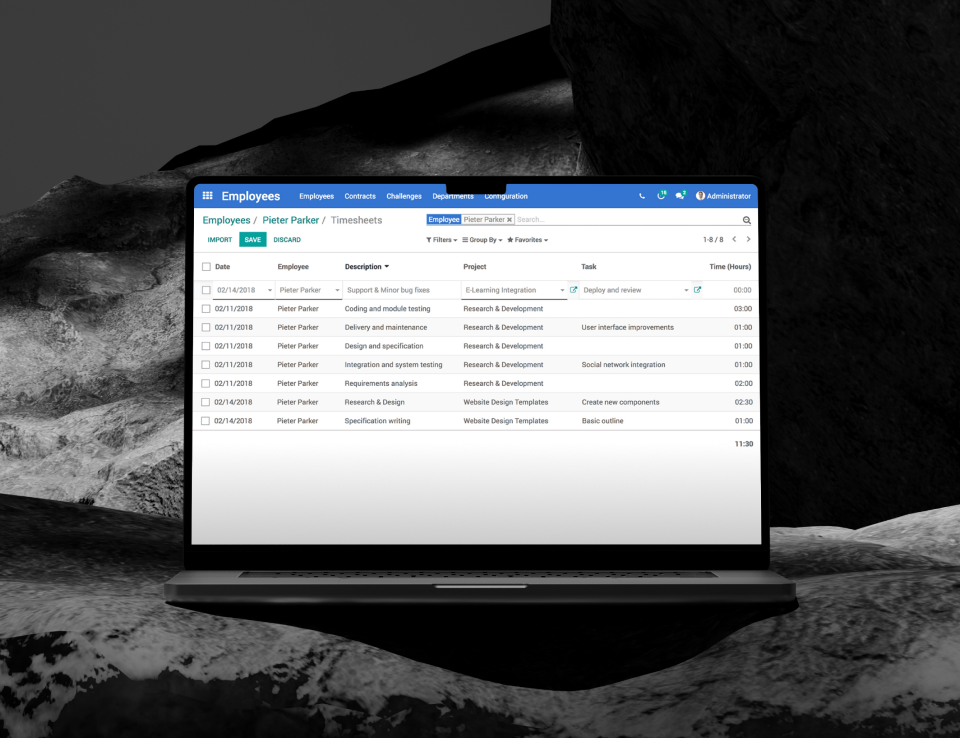 Employees Employees Contracts Challenges Departments Configuration 18 2 Administrator
Employees / Pieter Parker / Timesheets Employee Pieter Parker × Search...
IMPORT SAVE DISCARD Filters Group By Favorites 1-8 / 8
Date Employee Description Project Task Time (Hours)
02/14/2018 Pieter Parker Support & Minor bug fixes E-Learning Integration Deploy and review 00:00
02/11/2018 Pieter Parker Coding and module testing Research & Development 03:00
02/11/2018 Pieter Parker Delivery and maintenance Research & Development User interface improvements 01:00
02/11/2018 Pieter Parker Design and specification Research & Development 01:00
02/11/2018 Pieter Parker Integration and system testing Research & Development Social network integration 01:00
02/11/2018 Pieter Parker Requirements analysis Research & Development 02:00
02/14/2018 Pieter Parker Research & Design Website Design Templates Create new components 02:30
02/14/2018 Pieter Parker Specification writing Website Design Templates Basic outline 01:00
11:30